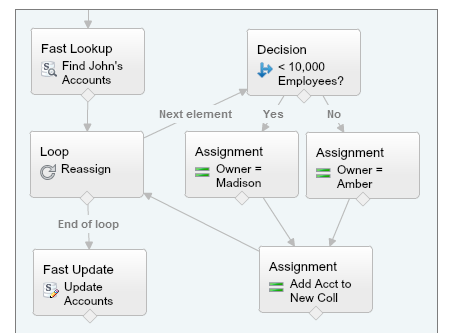 Fast Lookup
Find John's
Accounts
Decision
< 10,000
Employees?
Next element
Yes
No
Loop
Reassign
Assignment
Owner =
Madison
Assignment
Owner =
Amber
End of loop
Fast Update
Update
Accounts
Assignment
Add Acct to
New Coll